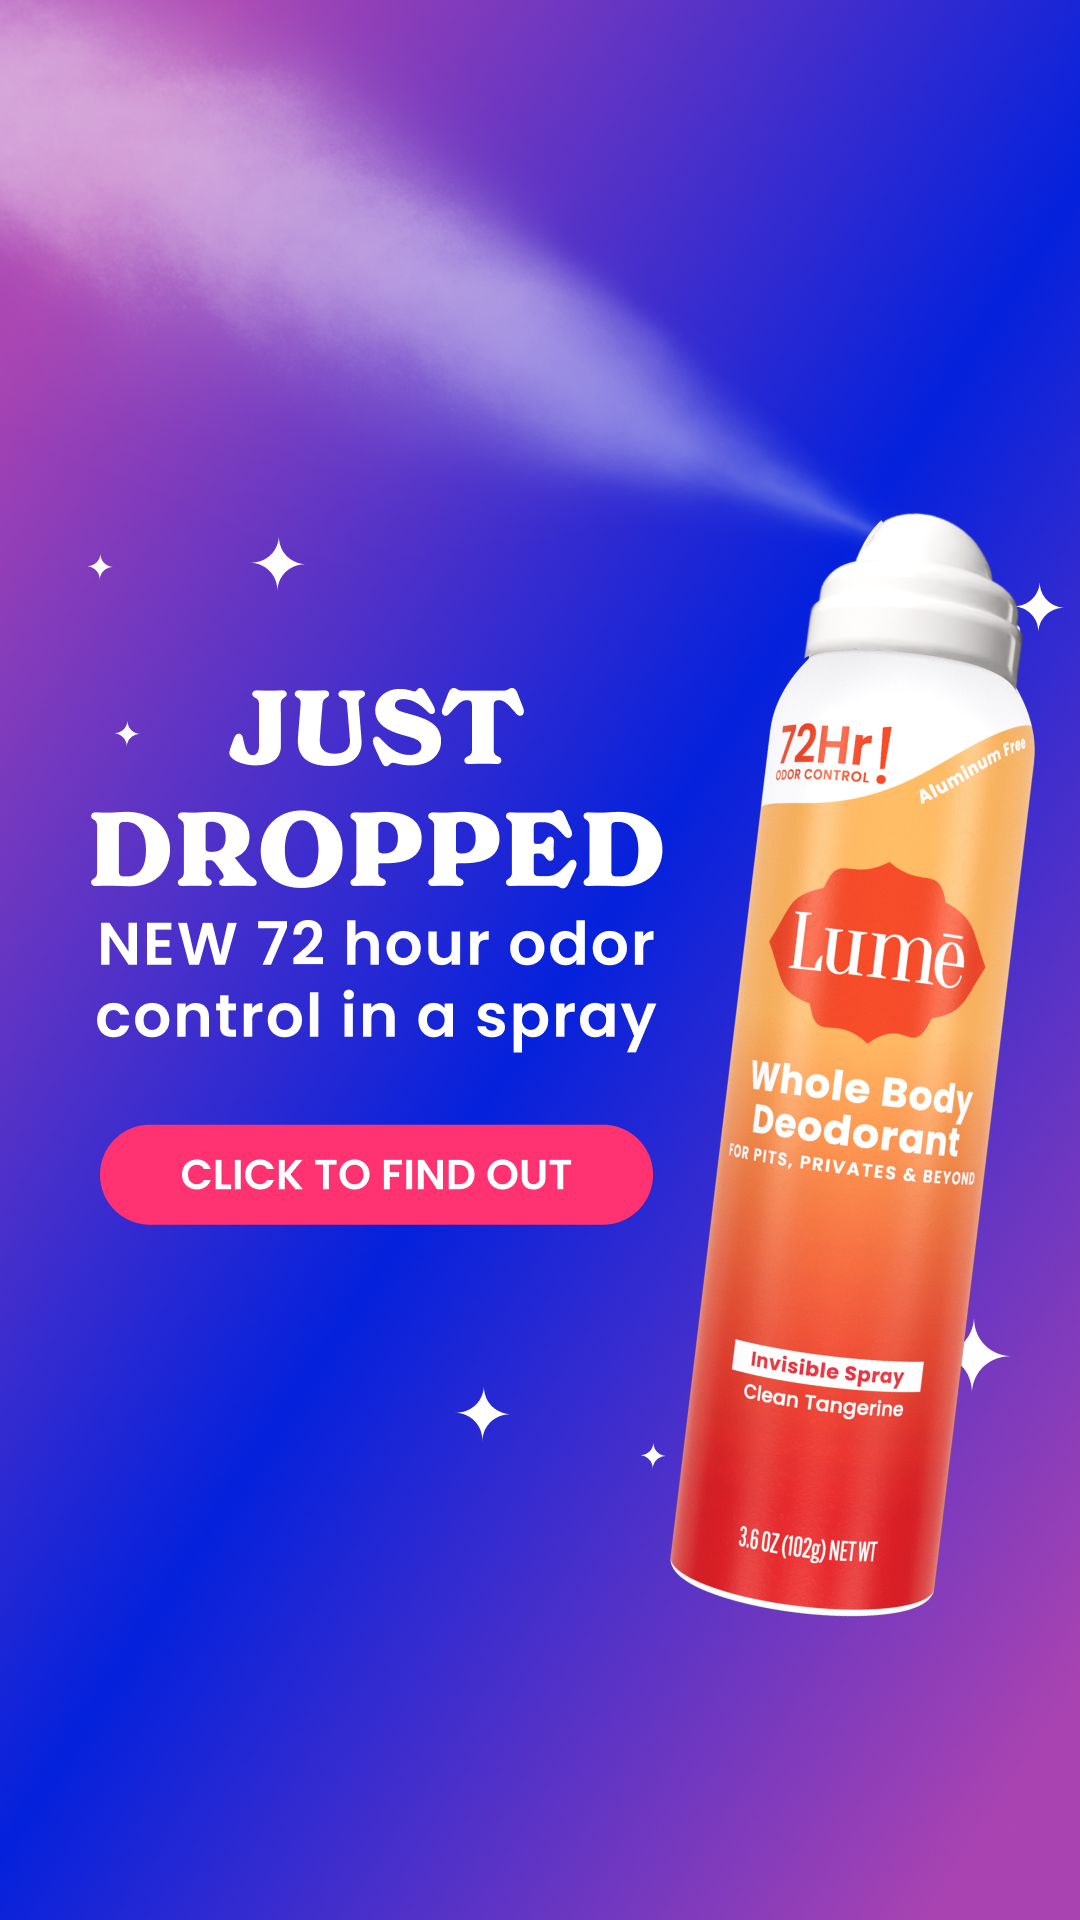 JUST
DROPPED
NEW 72 hour odor
control in a spray
CLICK TO FIND OUT
72Hr!
ODOR CONTROL
Aluminum Free
Lumē
Whole Body
Deodorant
FOR PITS, PRIVATES & BEYOND
Invisible Spray
Clean Tangerine
3.6 OZ (102g) NET WT